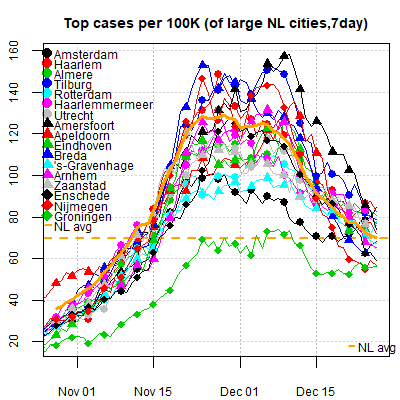 Top cases per 100K (of large NL cities,7day)
160
140
120
100
80
60
40
20
Amsterdam
Haarlem
Almere
Tilburg
Rotterdam
Haarlemmermeer
Utrecht
Amersfoort
Apeldoorn
Eindhoven
Breda
's-Gravenhage
Arnhem
Zaanstad
Enschede
Nijmegen
Groningen
NL avg
NL avg
Nov 01
Nov 15
Dec 01
Dec 15